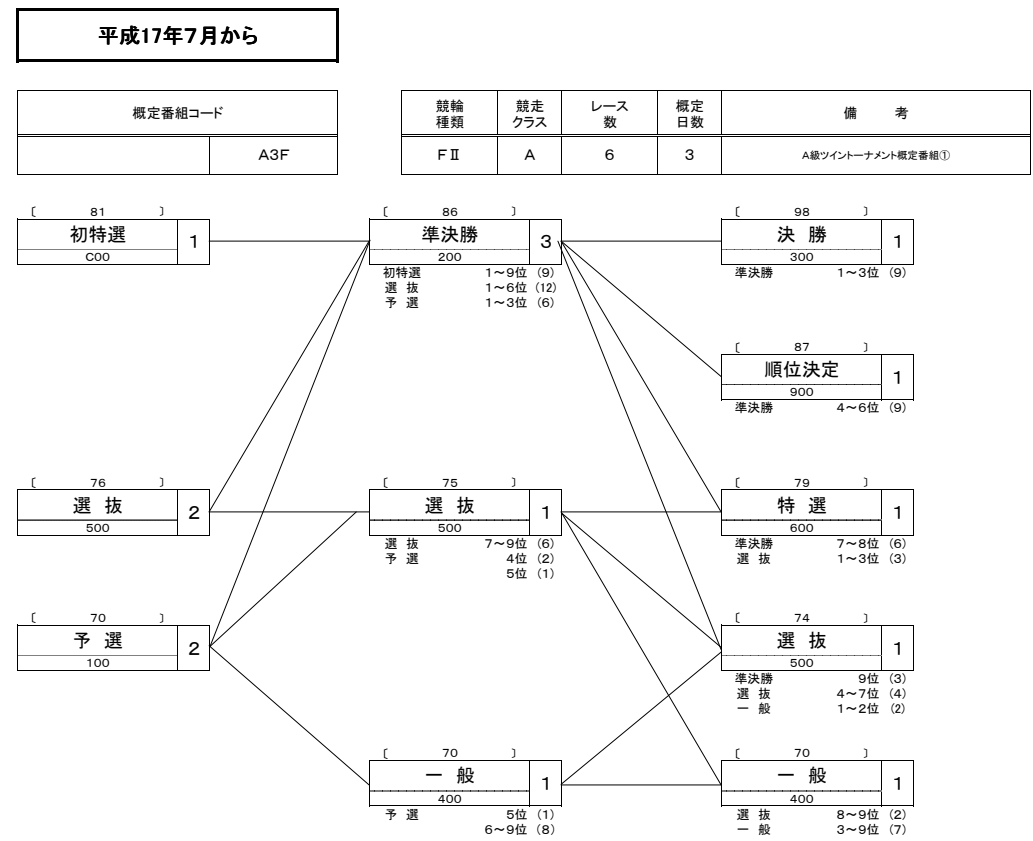 平成17年7月から
概定番組コード
A3F
競輪種類 競走クラス レース数 概定日数 備 考
FⅡ A 6 3 A級ツイントーナメント概定番組①
〔 81 〕 〔 86 〕 〔 98 〕
初特選 1 準決勝 3 決 勝 1
C00 200 300
初特選 1～9位 (9) 準決勝 1～3位 (9)
選 抜 1～6位 (12)
予 選 1～3位 (6)
〔 87 〕
順位決定 1
900
準決勝 4～6位 (9)
〔 76 〕 〔 75 〕 〔 79 〕
選 抜 2 選 抜 1 特 選 1
500 500 600
選 抜 7～9位 (6) 準決勝 7～8位 (6)
予 選 4位 (2) 選 抜 1～3位 (3)
5位 (1)
〔 70 〕 〔 74 〕
予 選 2 選 抜 1
100 500
準決勝 9位 (3)
選 抜 4～7位 (4)
一 般 1～2位 (2)
〔 70 〕 〔 70 〕
一 般 1 一 般 1
400 400
予 選 5位 (1) 選 抜 8～9位 (2)
6～9位 (8) 一 般 3～9位 (7)